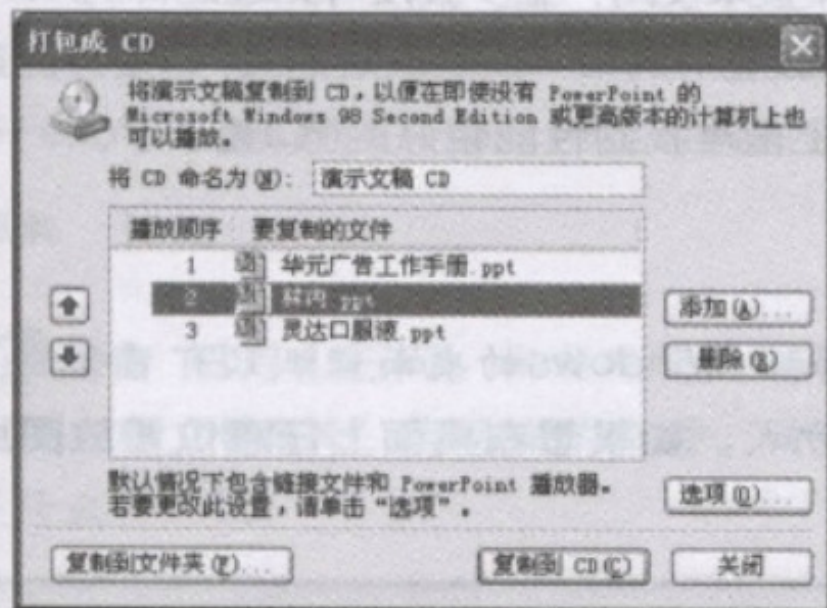 打包成 CD
将演示文稿复制到 CD，以便在即使没有 PowerPoint 的
Microsoft Windows 98 Second Edition 或更高版本的计算机上也
可以播放。
将 CD 命名为(N): 演示文稿 CD
播放顺序 要复制的文件
1 华元广告工作手册.ppt
2 .ppt
3 灵达口服液.ppt
添加(A)...
删除(R)
默认情况下包含链接文件和 PowerPoint 播放器。
若要更改此设置，请单击“选项”。
选项(O)...
复制到文件夹(F)...
复制到 CD(C)
关闭